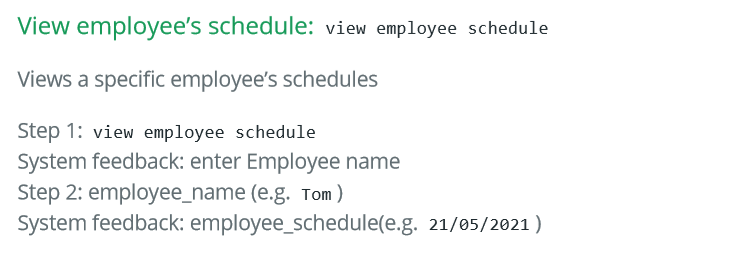 View employee’s schedule: view employee schedule
Views a specific employee’s schedules
Step 1: view employee schedule
System feedback: enter Employee name
Step 2: employee_name (e.g. Tom )
System feedback: employee_schedule(e.g. 21/05/2021 )